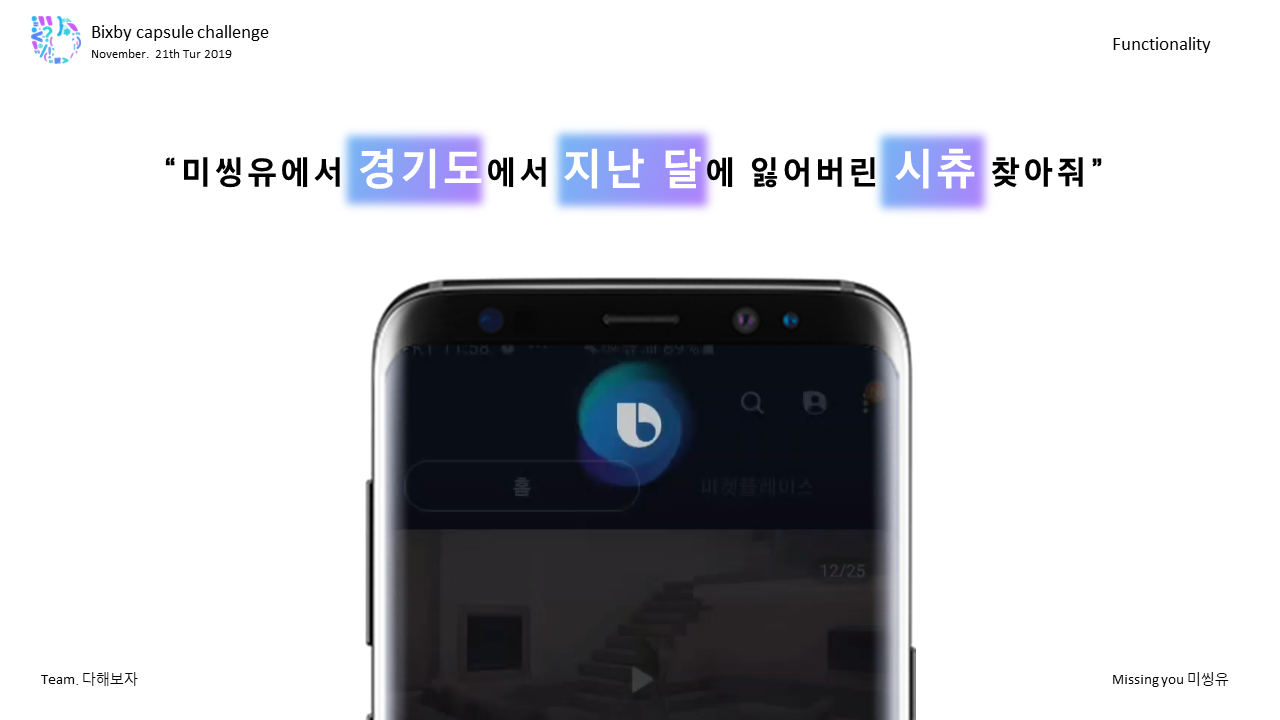 Bixby capsule challenge
November. 21th Tur 2019
Functionality
“미씽유에서 경기도에서 지난 달에 잃어버린 시츄 찾아줘”
홈
마켓플레이스
12/25
Team. 다해보자
Missing you 미씽유